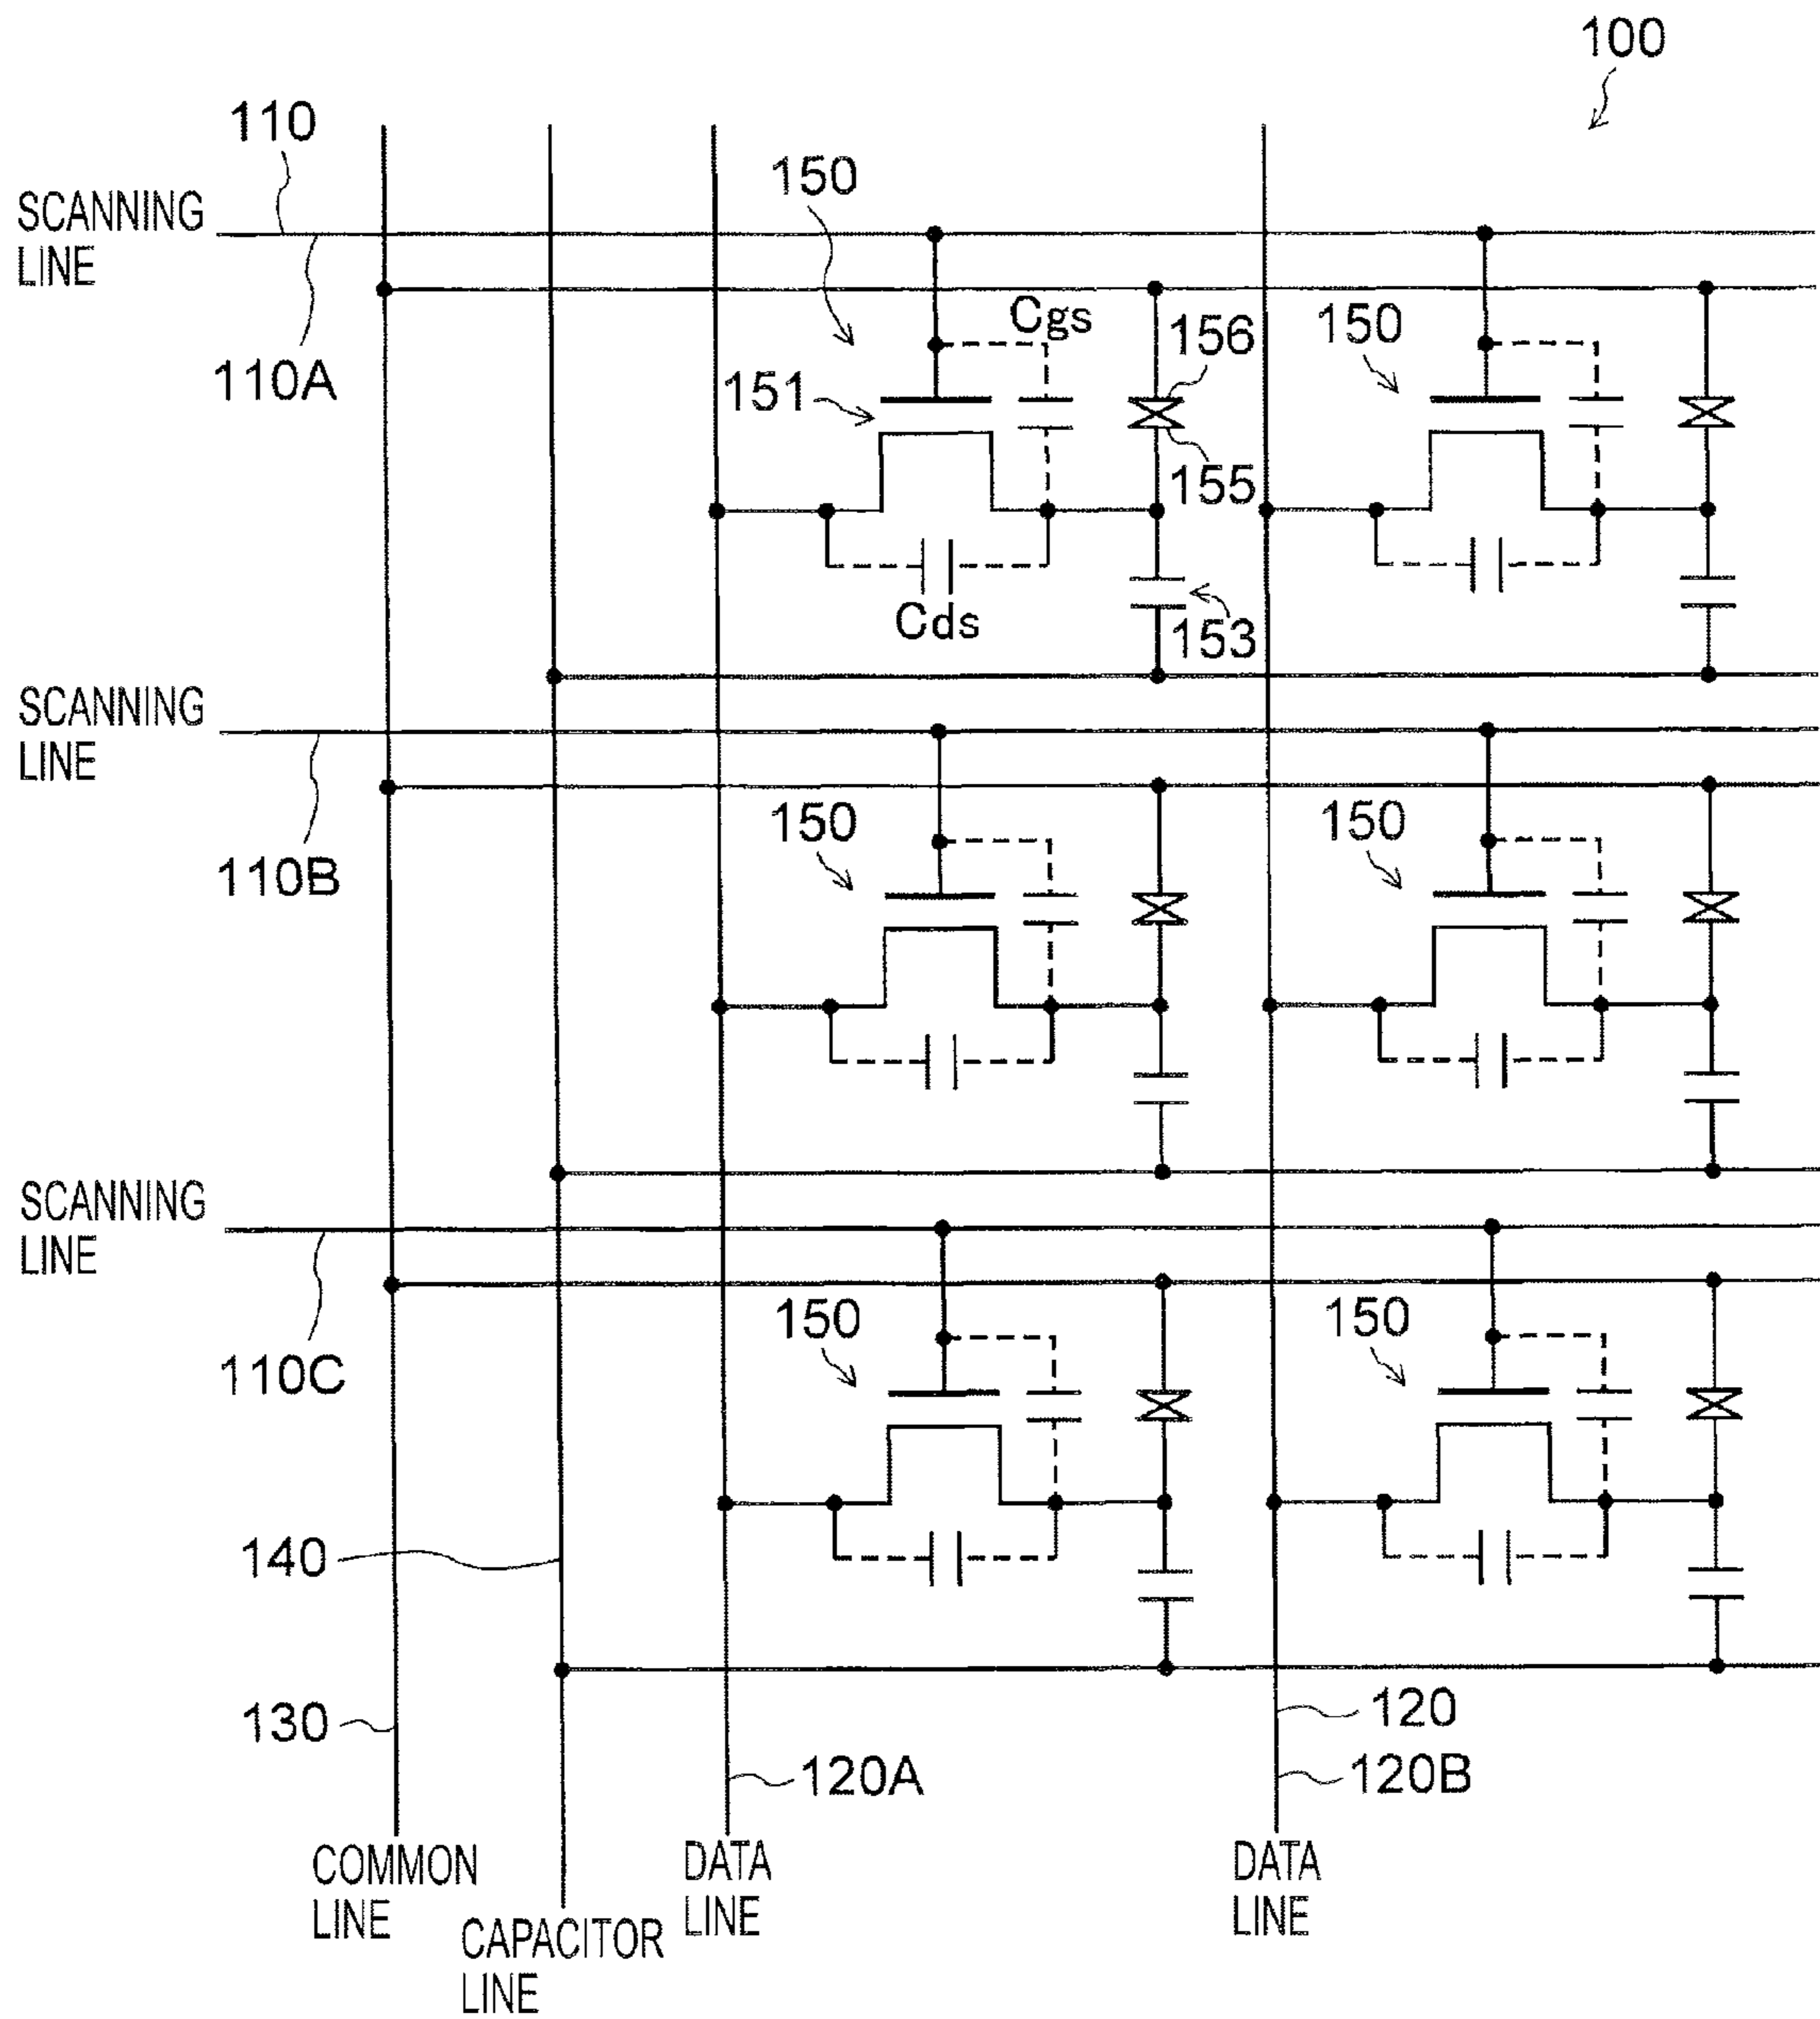 100
110
SCANNING
LINE
110A
150
Cgs
156
150
151
155
Cds
153
SCANNING
LINE
110B
150
150
SCANNING
LINE
110C
150
150
140
130
120
120A
120B
COMMON
LINE
DATA
LINE
DATA
LINE
CAPACITOR
LINE